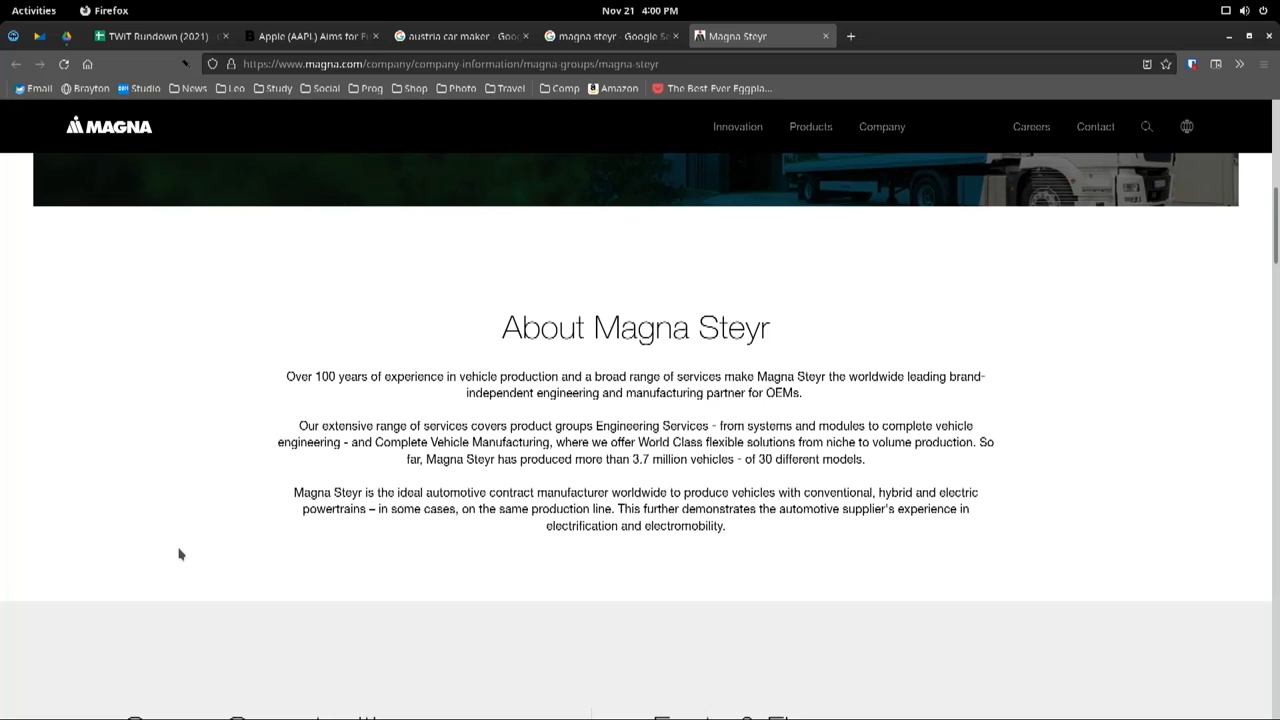 Activities Firefox Nov 21 4:00 PM
TWiT Rundown (2021) Apple (AAPL) Aims for F austria car maker - Goo magna steyr - Google Se Magna Steyr
https://www.magna.com/company/company-information/magna-groups/magna-steyr
Email Brayton Studio News Leo Study Social Prog Shop Photo Travel Comp Amazon The Best-Ever Eggpla...
MAGNA Innovation Products Company Careers Contact
About Magna Steyr
Over 100 years of experience in vehicle production and a broad range of services make Magna Steyr the worldwide leading brand-
independent engineering and manufacturing partner for OEMs.
Our extensive range of services covers product groups Engineering Services - from systems and modules to complete vehicle
engineering - and Complete Vehicle Manufacturing, where we offer World Class flexible solutions from niche to volume production. So
far, Magna Steyr has produced more than 3.7 million vehicles - of 30 different models.
Magna Steyr is the ideal automotive contract manufacturer worldwide to produce vehicles with conventional, hybrid and electric
powertrains – in some cases, on the same production line. This further demonstrates the automotive supplier's experience in
electrification and electromobility.